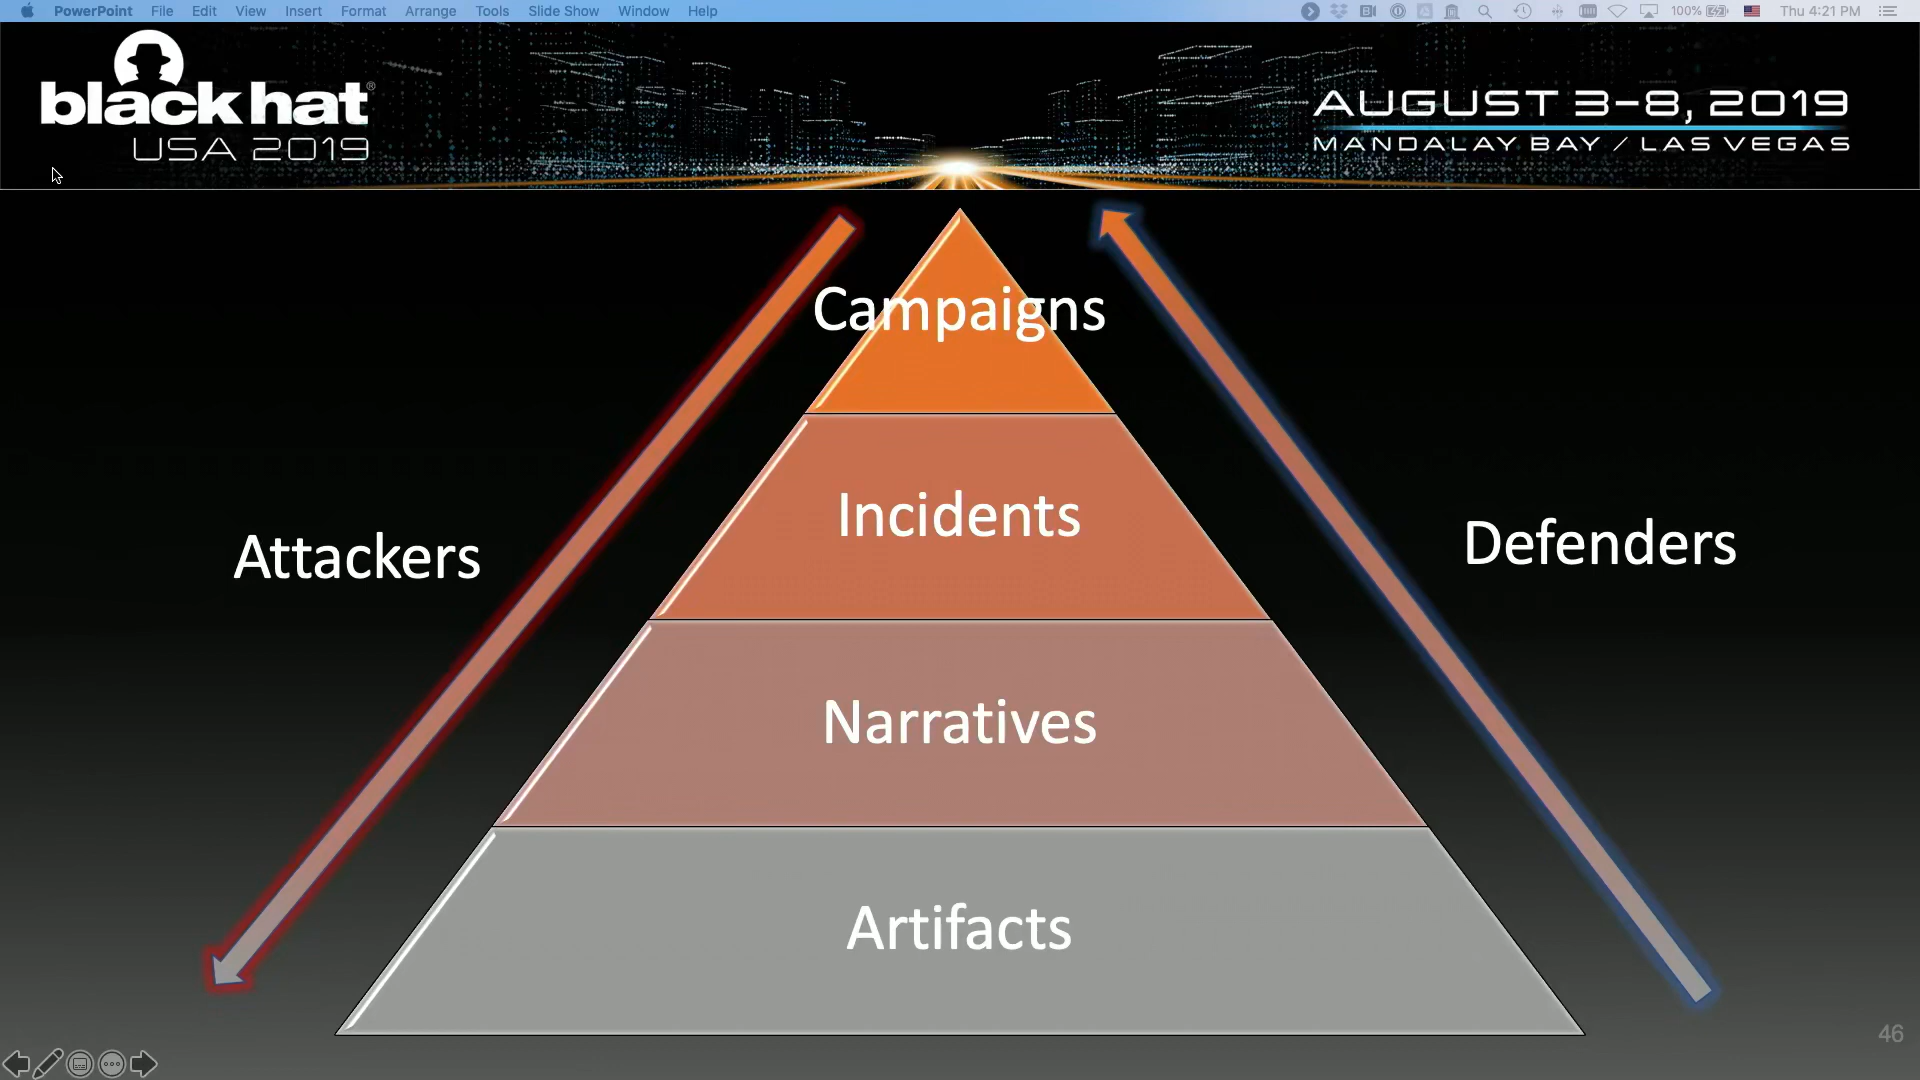 PowerPoint File Edit View Insert Format Arrange Tools Slide Show Window Help 100% Thu 4:21 PM
black hat®
USA 2019
AUGUST 3-8, 2019
MANDALAY BAY / LAS VEGAS
Campaigns
Incidents
Attackers
Defenders
Narratives
Artifacts
46